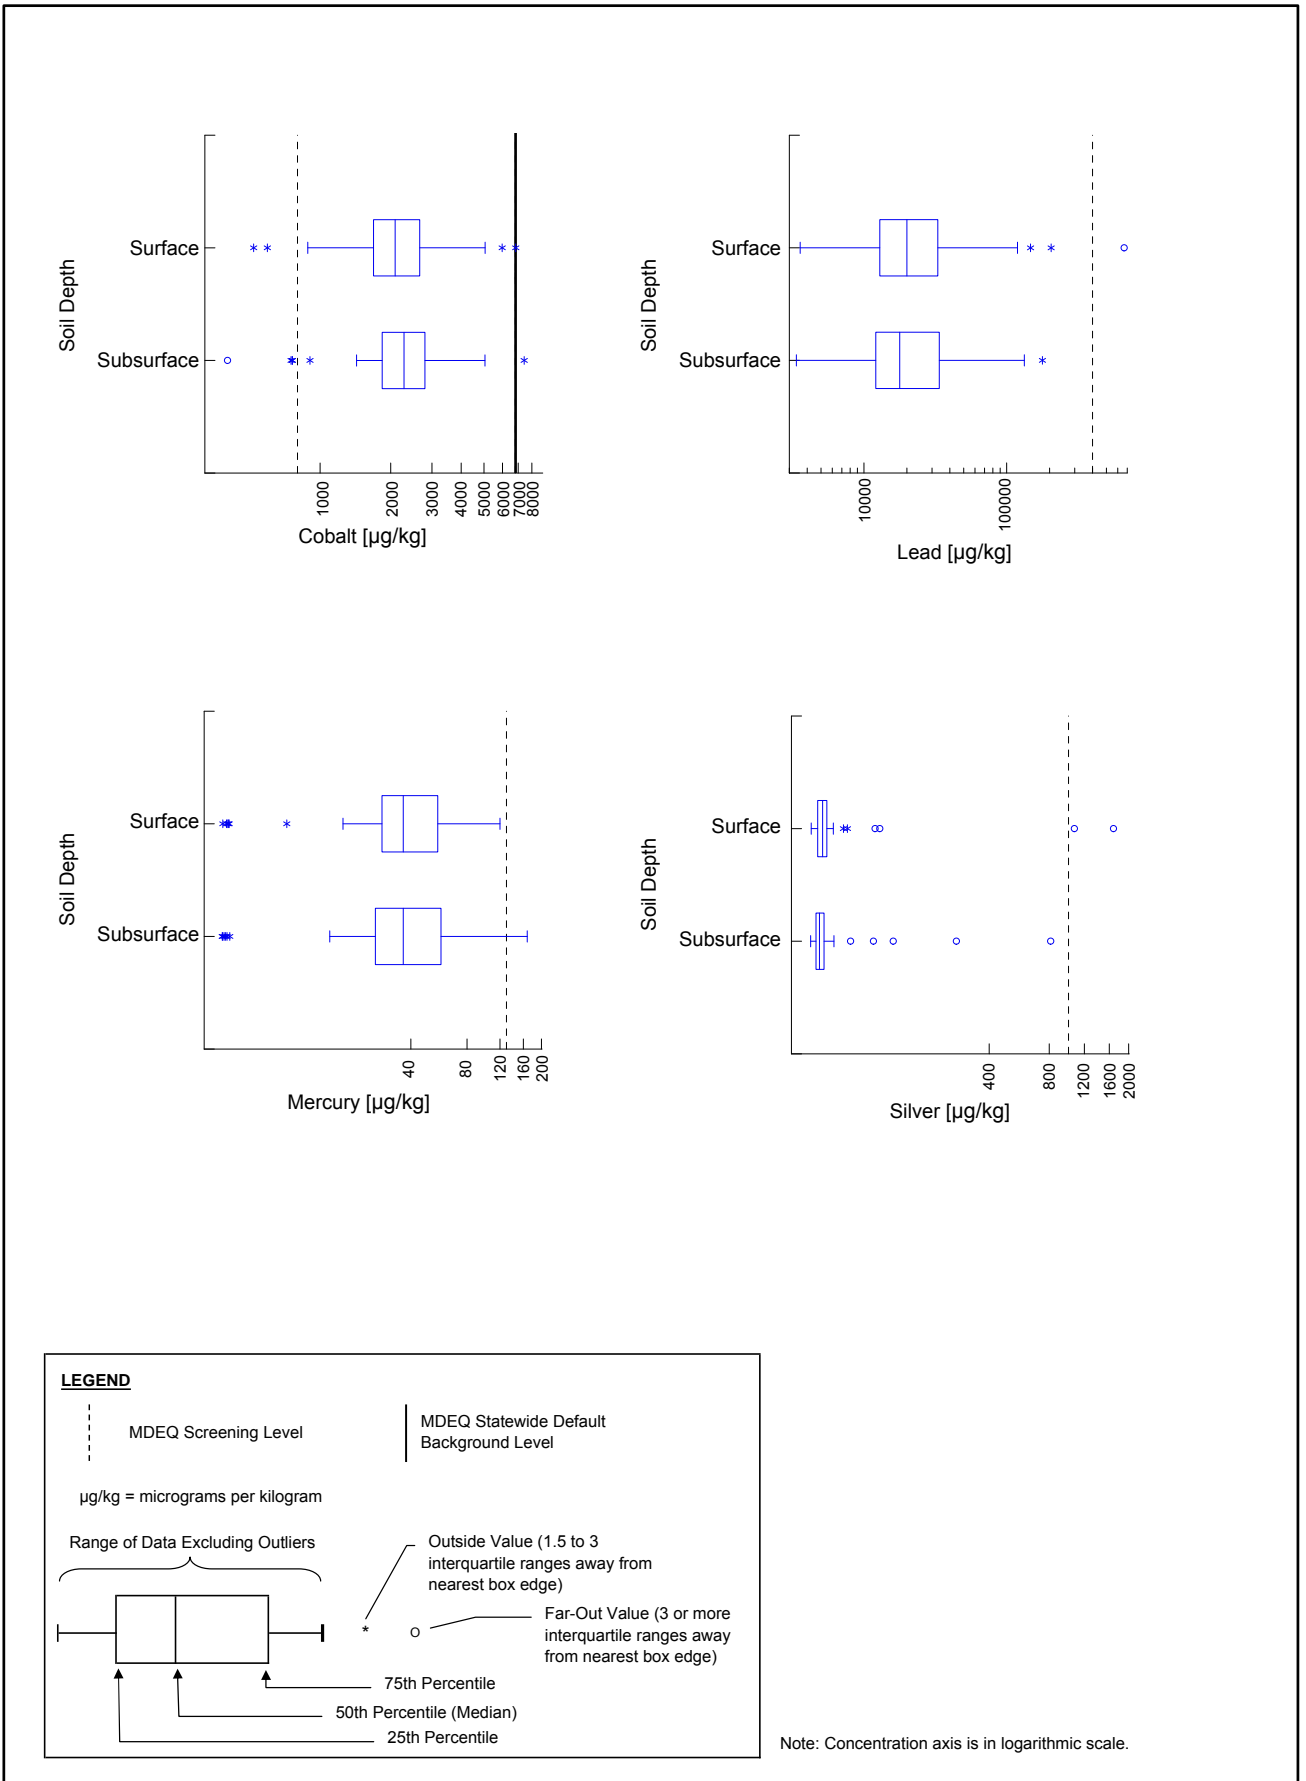 Soil Depth
Surface
Subsurface
1000
2000
3000
4000
5000
6000
7000
8000
Cobalt [µg/kg]
Soil Depth
Surface
Subsurface
10000
100000
Lead [µg/kg]
Soil Depth
Surface
Subsurface
40
80
120
160
200
Mercury [µg/kg]
Soil Depth
Surface
Subsurface
400
800
1200
1600
2000
Silver [µg/kg]
LEGEND
MDEQ Screening Level
MDEQ Statewide Default
Background Level
µg/kg = micrograms per kilogram
Range of Data Excluding Outliers
Outside Value (1.5 to 3
interquartile ranges away from
nearest box edge)
Far-Out Value (3 or more
interquartile ranges away
from nearest box edge)
75th Percentile
50th Percentile (Median)
25th Percentile
Note: Concentration axis is in logarithmic scale.